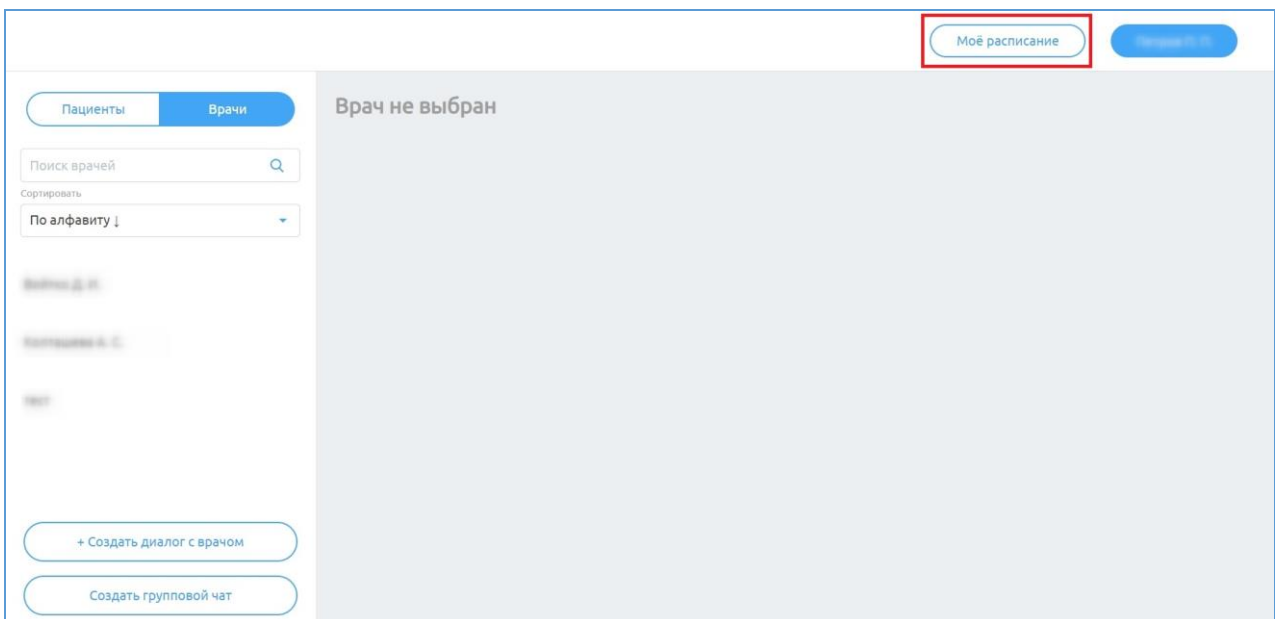 Моё расписание
Пациенты
Врачи
Врач не выбран
Поиск врачей
Сортировать
По алфавиту ↓
+ Создать диалог с врачом
Создать групповой чат